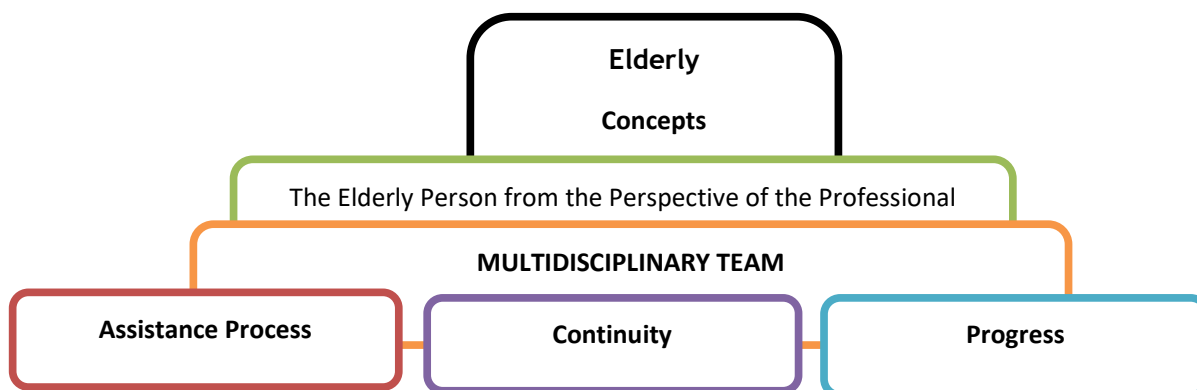 Elderly
Concepts
The Elderly Person from the Perspective of the Professional
MULTIDISCIPLINARY TEAM
Assistance Process
Continuity
Progress